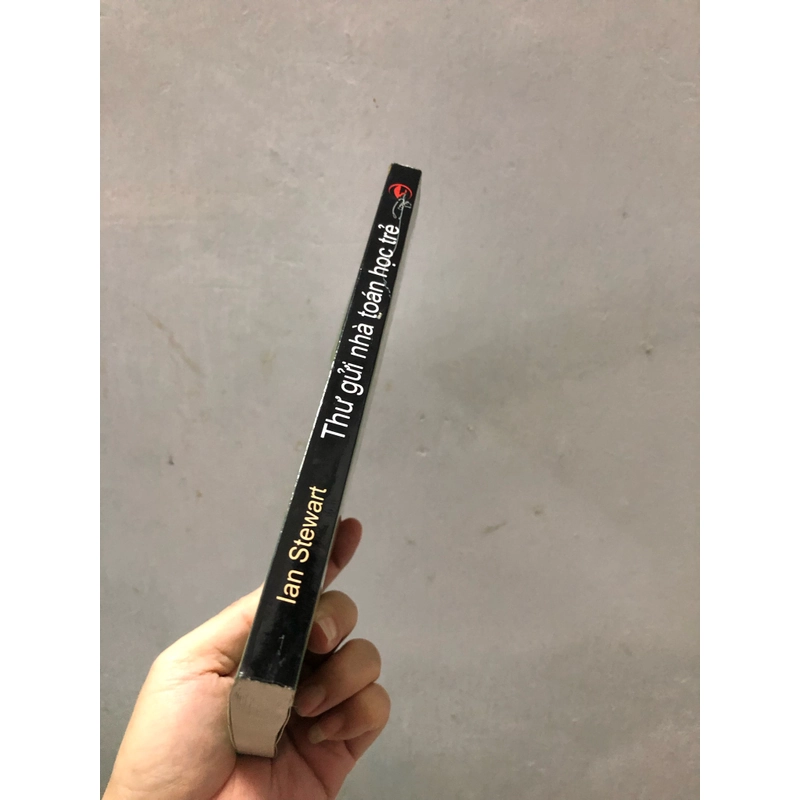 Ian Stewart
Thư gửi nhà toán học trẻ